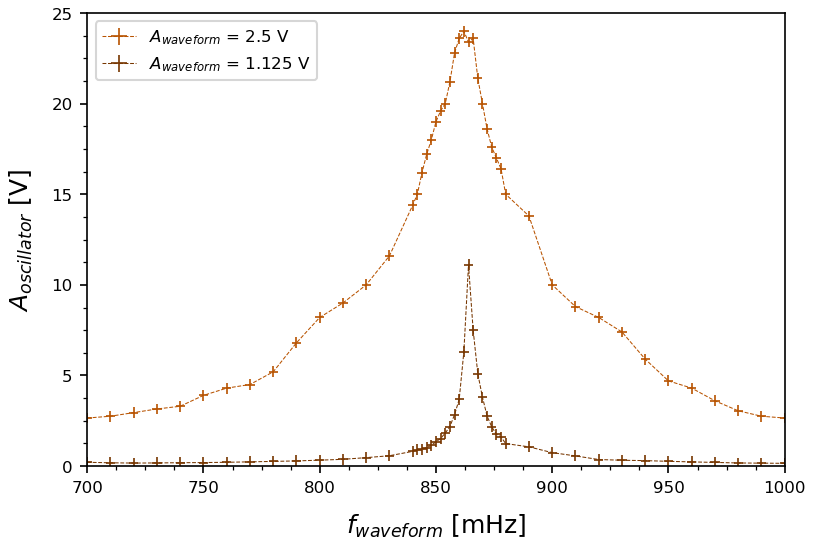 25
20
15
10
5
0
A_oscillator [V]
A_waveform = 2.5 V
A_waveform = 1.125 V
700 750 800 850 900 950 1000
f_waveform [mHz]